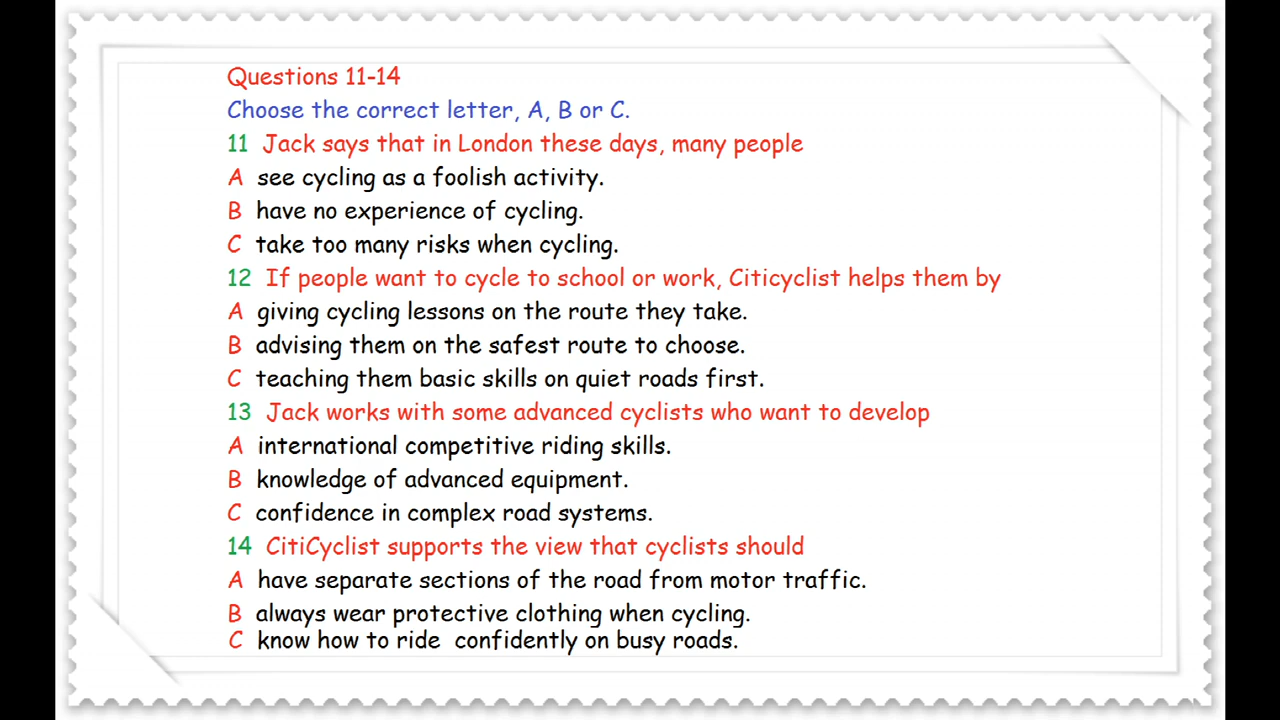 Questions 11-14
Choose the correct letter, A, B or C.
11 Jack says that in London these days, many people
A see cycling as a foolish activity.
B have no experience of cycling.
C take too many risks when cycling.
12 If people want to cycle to school or work, Citicyclist helps them by
A giving cycling lessons on the route they take.
B advising them on the safest route to choose.
C teaching them basic skills on quiet roads first.
13 Jack works with some advanced cyclists who want to develop
A international competitive riding skills.
B knowledge of advanced equipment.
C confidence in complex road systems.
14 CitiCyclist supports the view that cyclists should
A have separate sections of the road from motor traffic.
B always wear protective clothing when cycling.
C know how to ride confidently on busy roads.